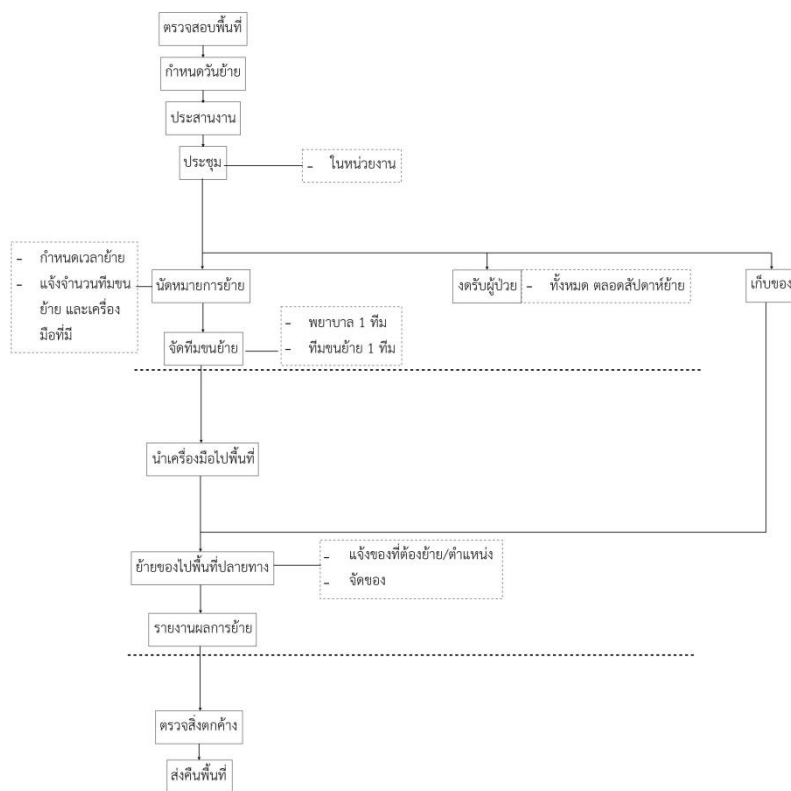 ตรวจสอบพื้นที่
กำหนดวันย้าย
ประสานงาน
ประชุม
- ในหน่วยงาน
- กำหนดเวลาย้าย
- แจ้งจำนวนทีมขน
ย้าย และเครื่อง
มือที่มี
นัดหมายการย้าย
งดรับผู้ป่วย
- ทั้งหมด ตลอดสัปดาห์ย้าย
เก็บของ
จัดทีมขนย้าย
- พยาบาล 1 ทีม
- ทีมขนย้าย 1 ทีม
นำเครื่องมือไปพื้นที่
ย้ายของไปพื้นที่ปลายทาง
- แจ้งของที่ต้องย้าย/ตำแหน่ง
- จัดของ
รายงานผลการย้าย
ตรวจสิ่งตกค้าง
ส่งคืนพื้นที่